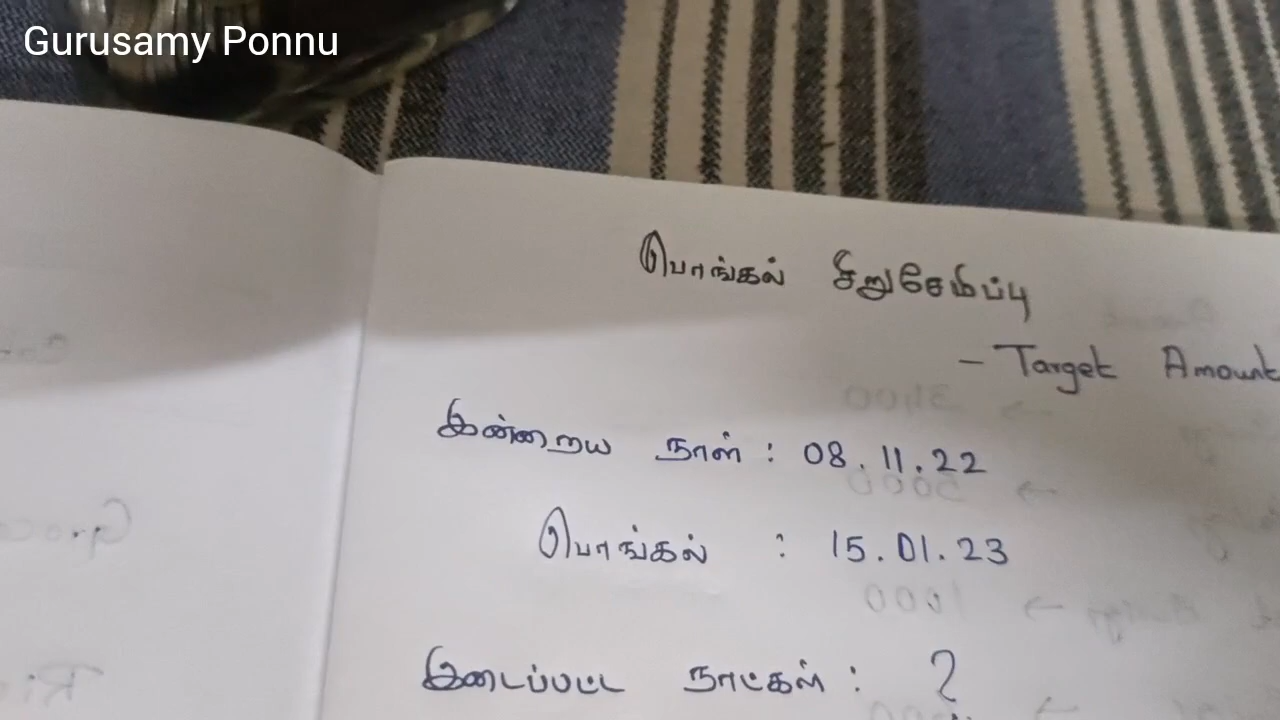 Gurusamy Ponnu
பொங்கல் சிறுசேமிப்பு
- Target Amount
இன்றைய நாள் : 08.11.22
பொங்கல் : 15.01.23
இடைப்பட்ட நாட்கள் : ?